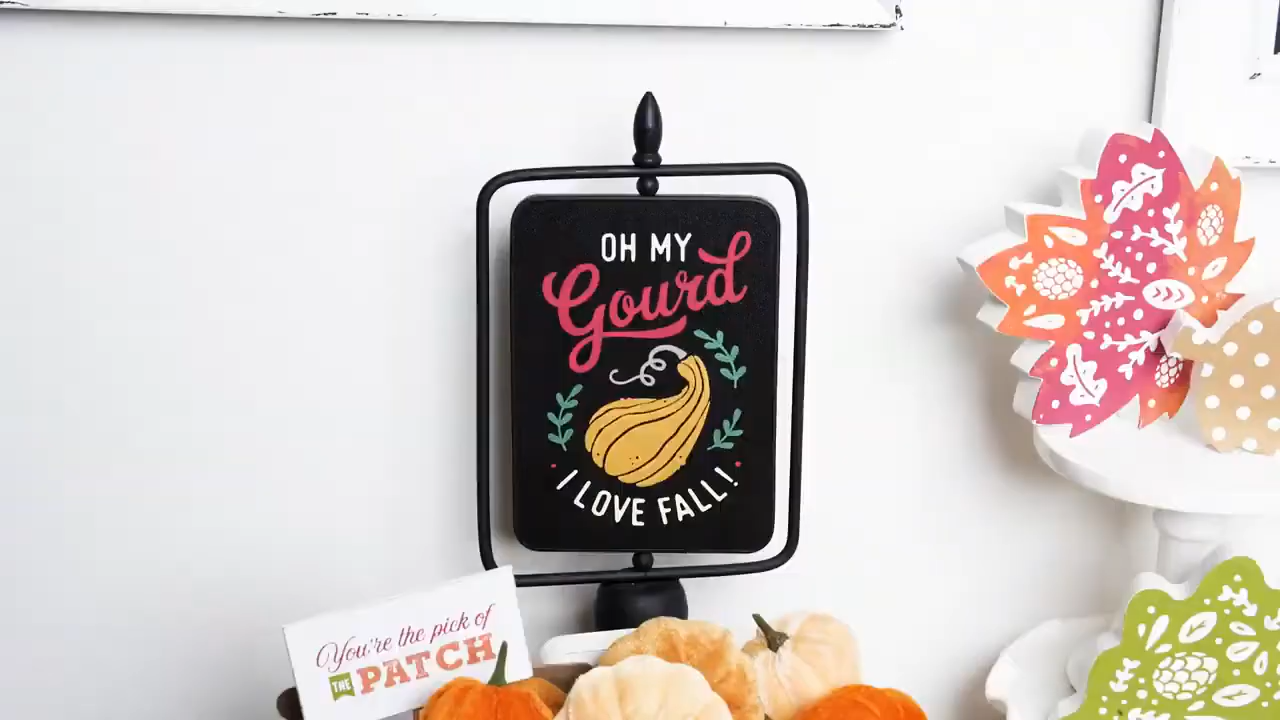 OH MY
Gourd
I LOVE FALL!
You're the pick of
THE PATCH